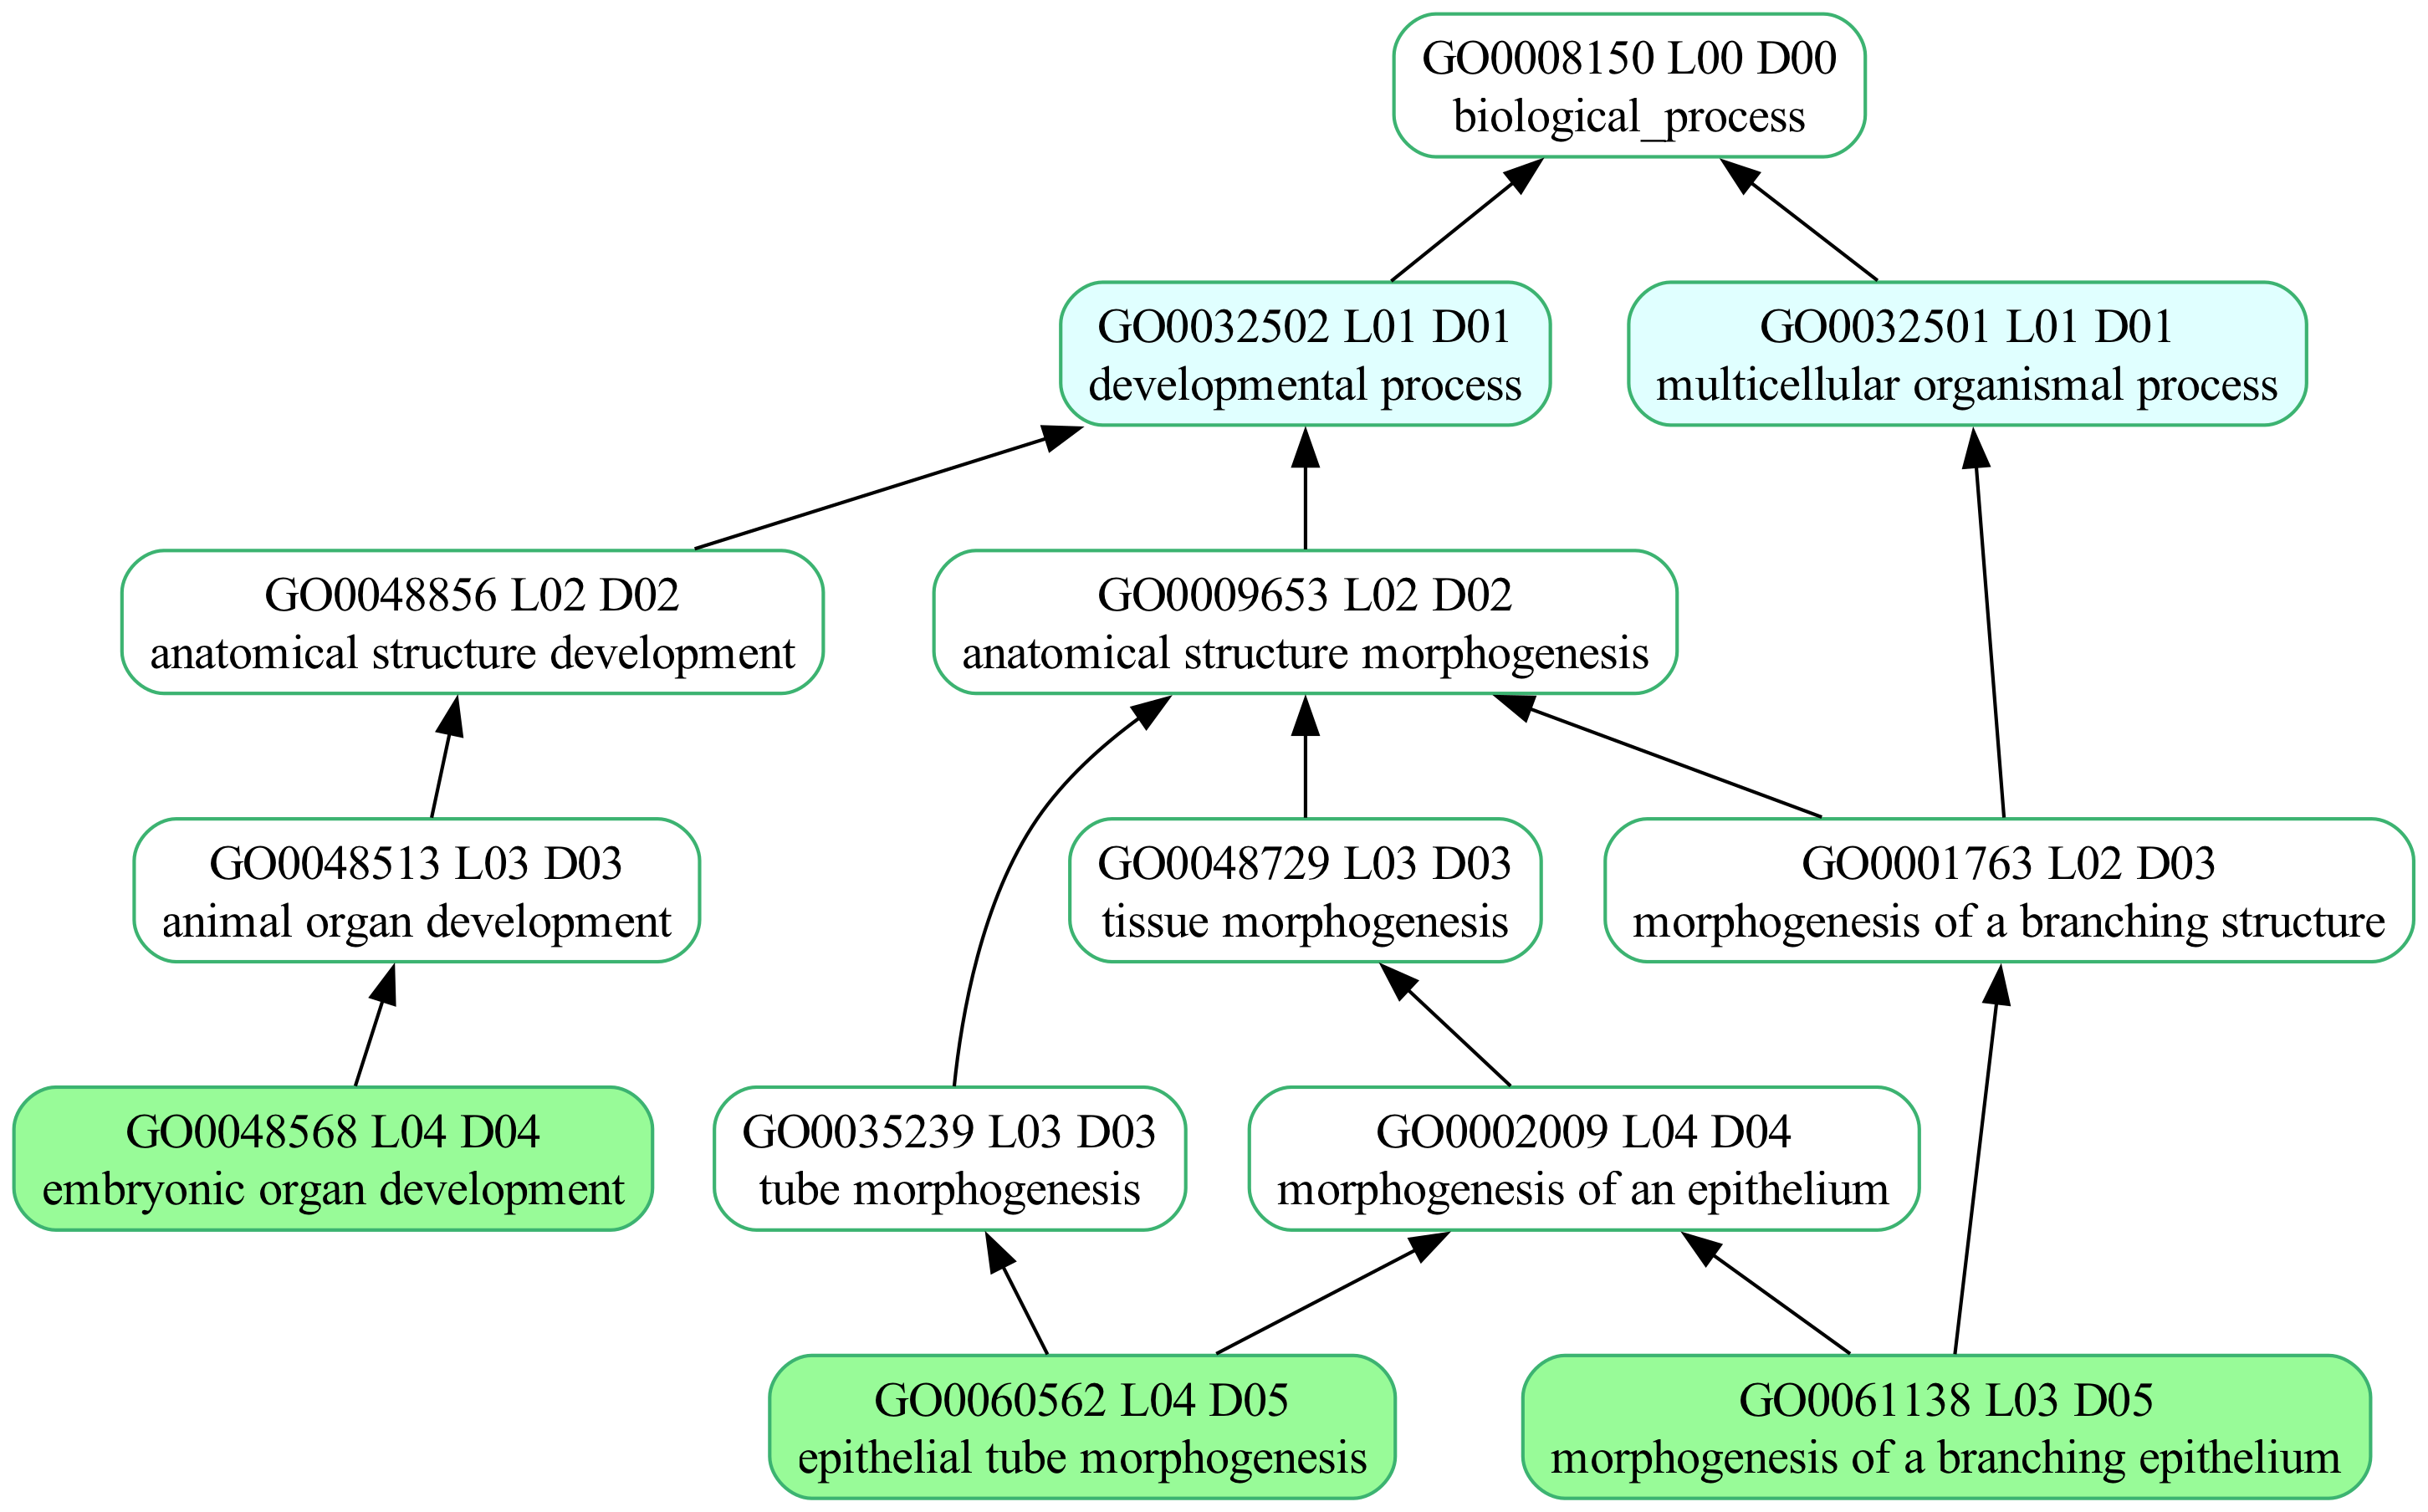 GO0008150 L00 D00
biological_process
GO0032502 L01 D01
developmental process
GO0032501 L01 D01
multicellular organismal process
GO0048856 L02 D02
anatomical structure development
GO0009653 L02 D02
anatomical structure morphogenesis
GO0048513 L03 D03
animal organ development
GO0048729 L03 D03
tissue morphogenesis
GO0001763 L02 D03
morphogenesis of a branching structure
GO0048568 L04 D04
embryonic organ development
GO0035239 L03 D03
tube morphogenesis
GO0002009 L04 D04
morphogenesis of an epithelium
GO0060562 L04 D05
epithelial tube morphogenesis
GO0061138 L03 D05
morphogenesis of a branching epithelium